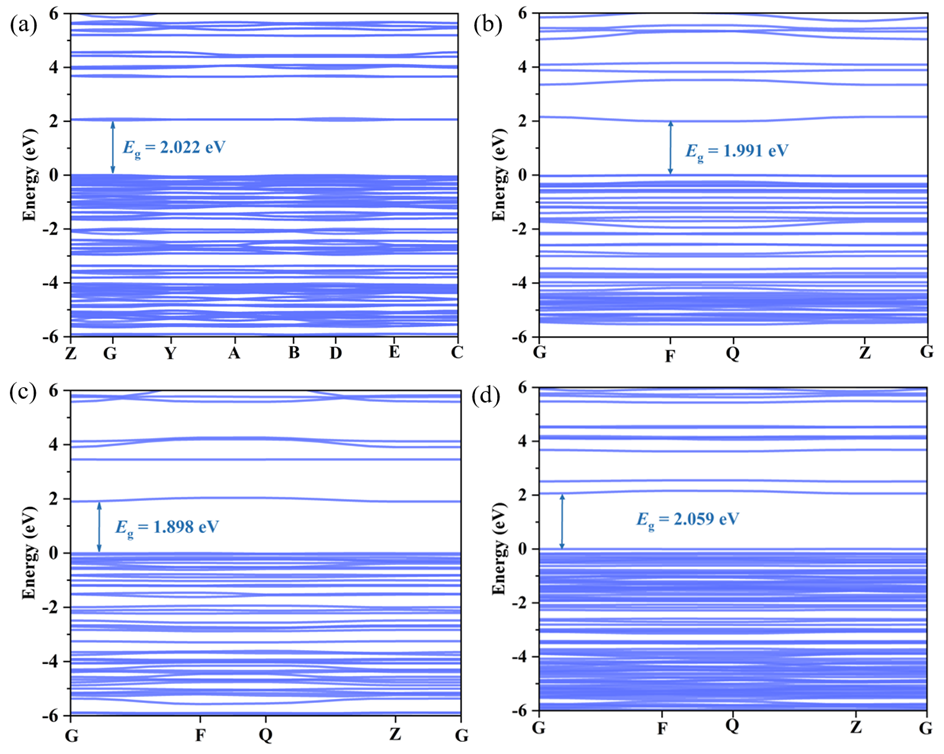 (a)
6
4
2
0
-2
-4
-6
Energy (eV)
Eg = 2.022 eV
Z G Y A B D E C
(b)
6
4
2
0
-2
-4
-6
Energy (eV)
Eg = 1.991 eV
G F Q Z G
(c)
6
4
2
0
-2
-4
-6
Energy (eV)
Eg = 1.898 eV
G F Q Z G
(d)
6
4
2
0
-2
-4
-6
Energy (eV)
Eg = 2.059 eV
G F Q Z G